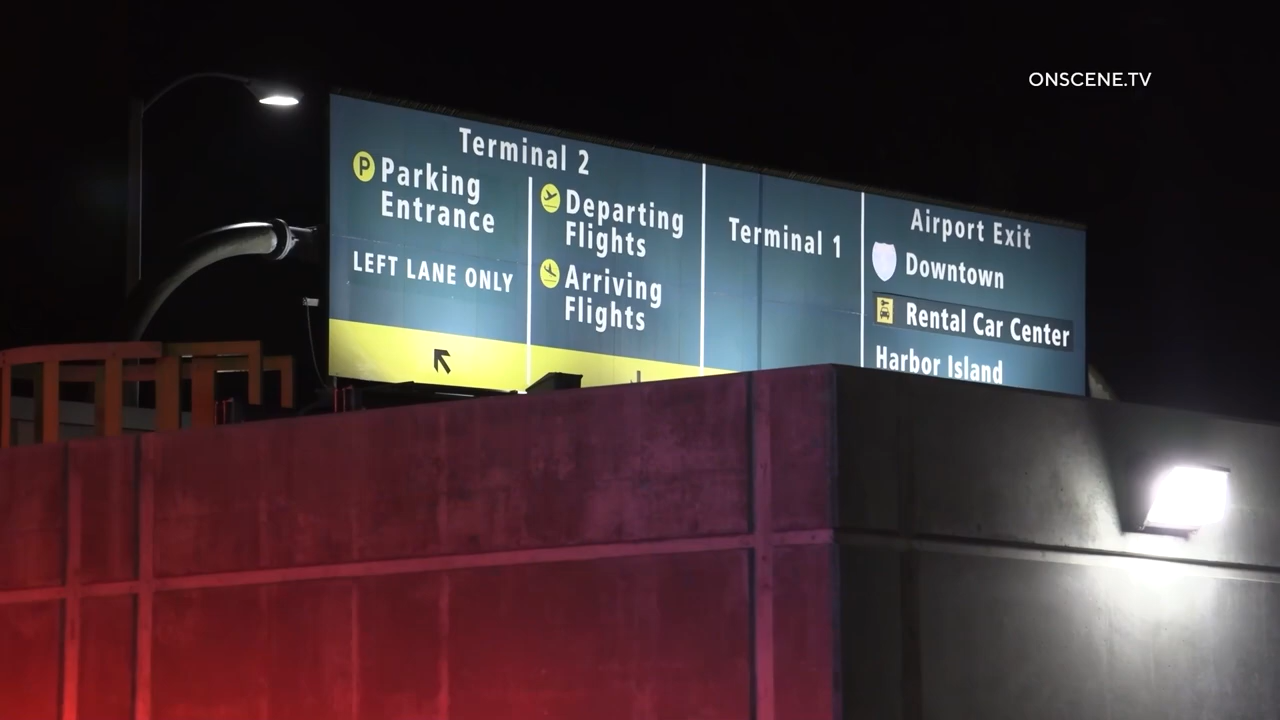 ONSCENE.TV
Terminal 2
P
Parking
Entrance
LEFT LANE ONLY
Departing
Flights
Arriving
Flights
Terminal 1
Airport Exit
Downtown
Rental Car Center
Harbor Island